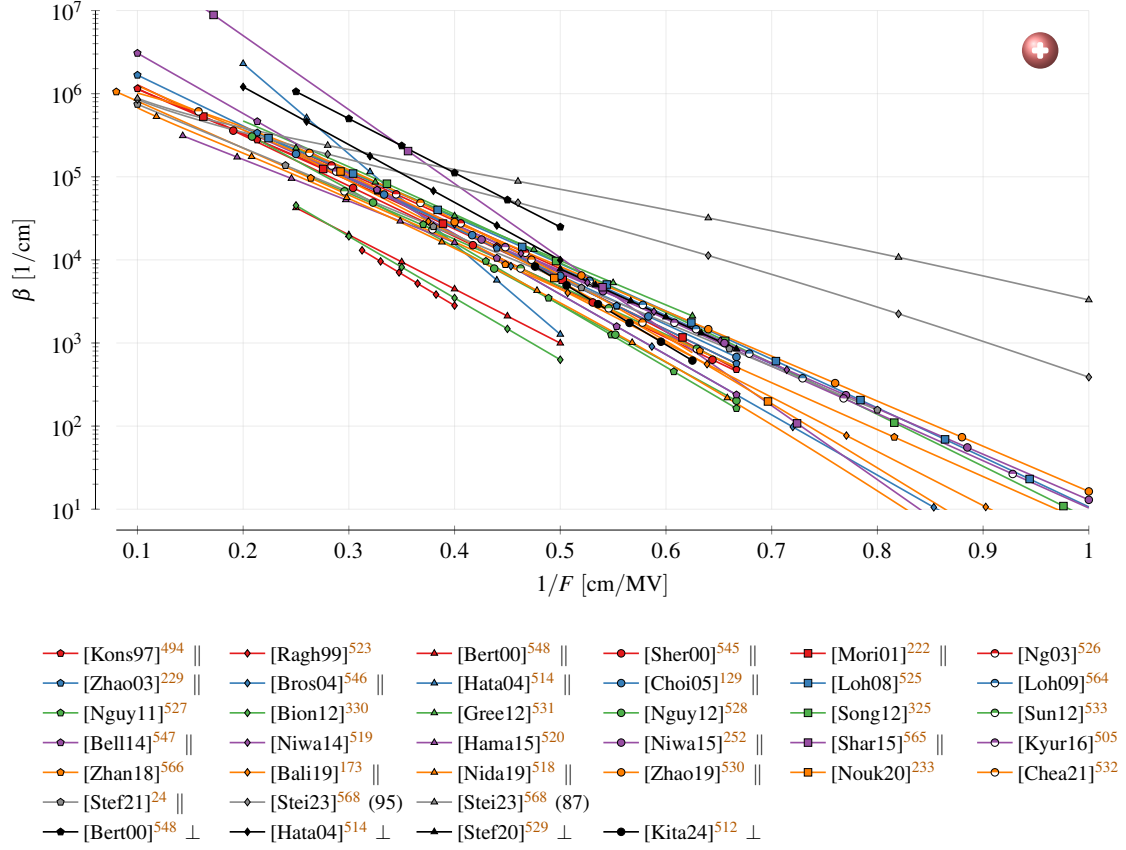 10^7
10^6
10^5
10^4
10^3
10^2
10^1
β [1/cm]
0.1 0.2 0.3 0.4 0.5 0.6 0.7 0.8 0.9 1
1/F [cm/MV]
[Kons97]^494 ∥ [Ragh99]^523 [Bert00]^548 ∥ [Sher00]^545 ∥ [Mori01]^222 ∥ [Ng03]^526
[Zhao03]^229 ∥ [Bros04]^546 ∥ [Hata04]^514 ∥ [Choi05]^129 ∥ [Loh08]^525 [Loh09]^564
[Nguy11]^527 [Bion12]^330 [Gree12]^531 [Nguy12]^528 [Song12]^325 [Sun12]^533
[Bell14]^547 ∥ [Niwa14]^519 [Hama15]^520 [Niwa15]^252 ∥ [Shar15]^565 ∥ [Kyur16]^505
[Zhan18]^566 [Bali19]^173 ∥ [Nida19]^518 ∥ [Zhao19]^530 ∥ [Nouk20]^233 [Chea21]^532
[Stef21]^24 ∥ [Stei23]^568 (95) [Stei23]^568 (87)
[Bert00]^548 ⊥ [Hata04]^514 ⊥ [Stef20]^529 ⊥ [Kita24]^512 ⊥